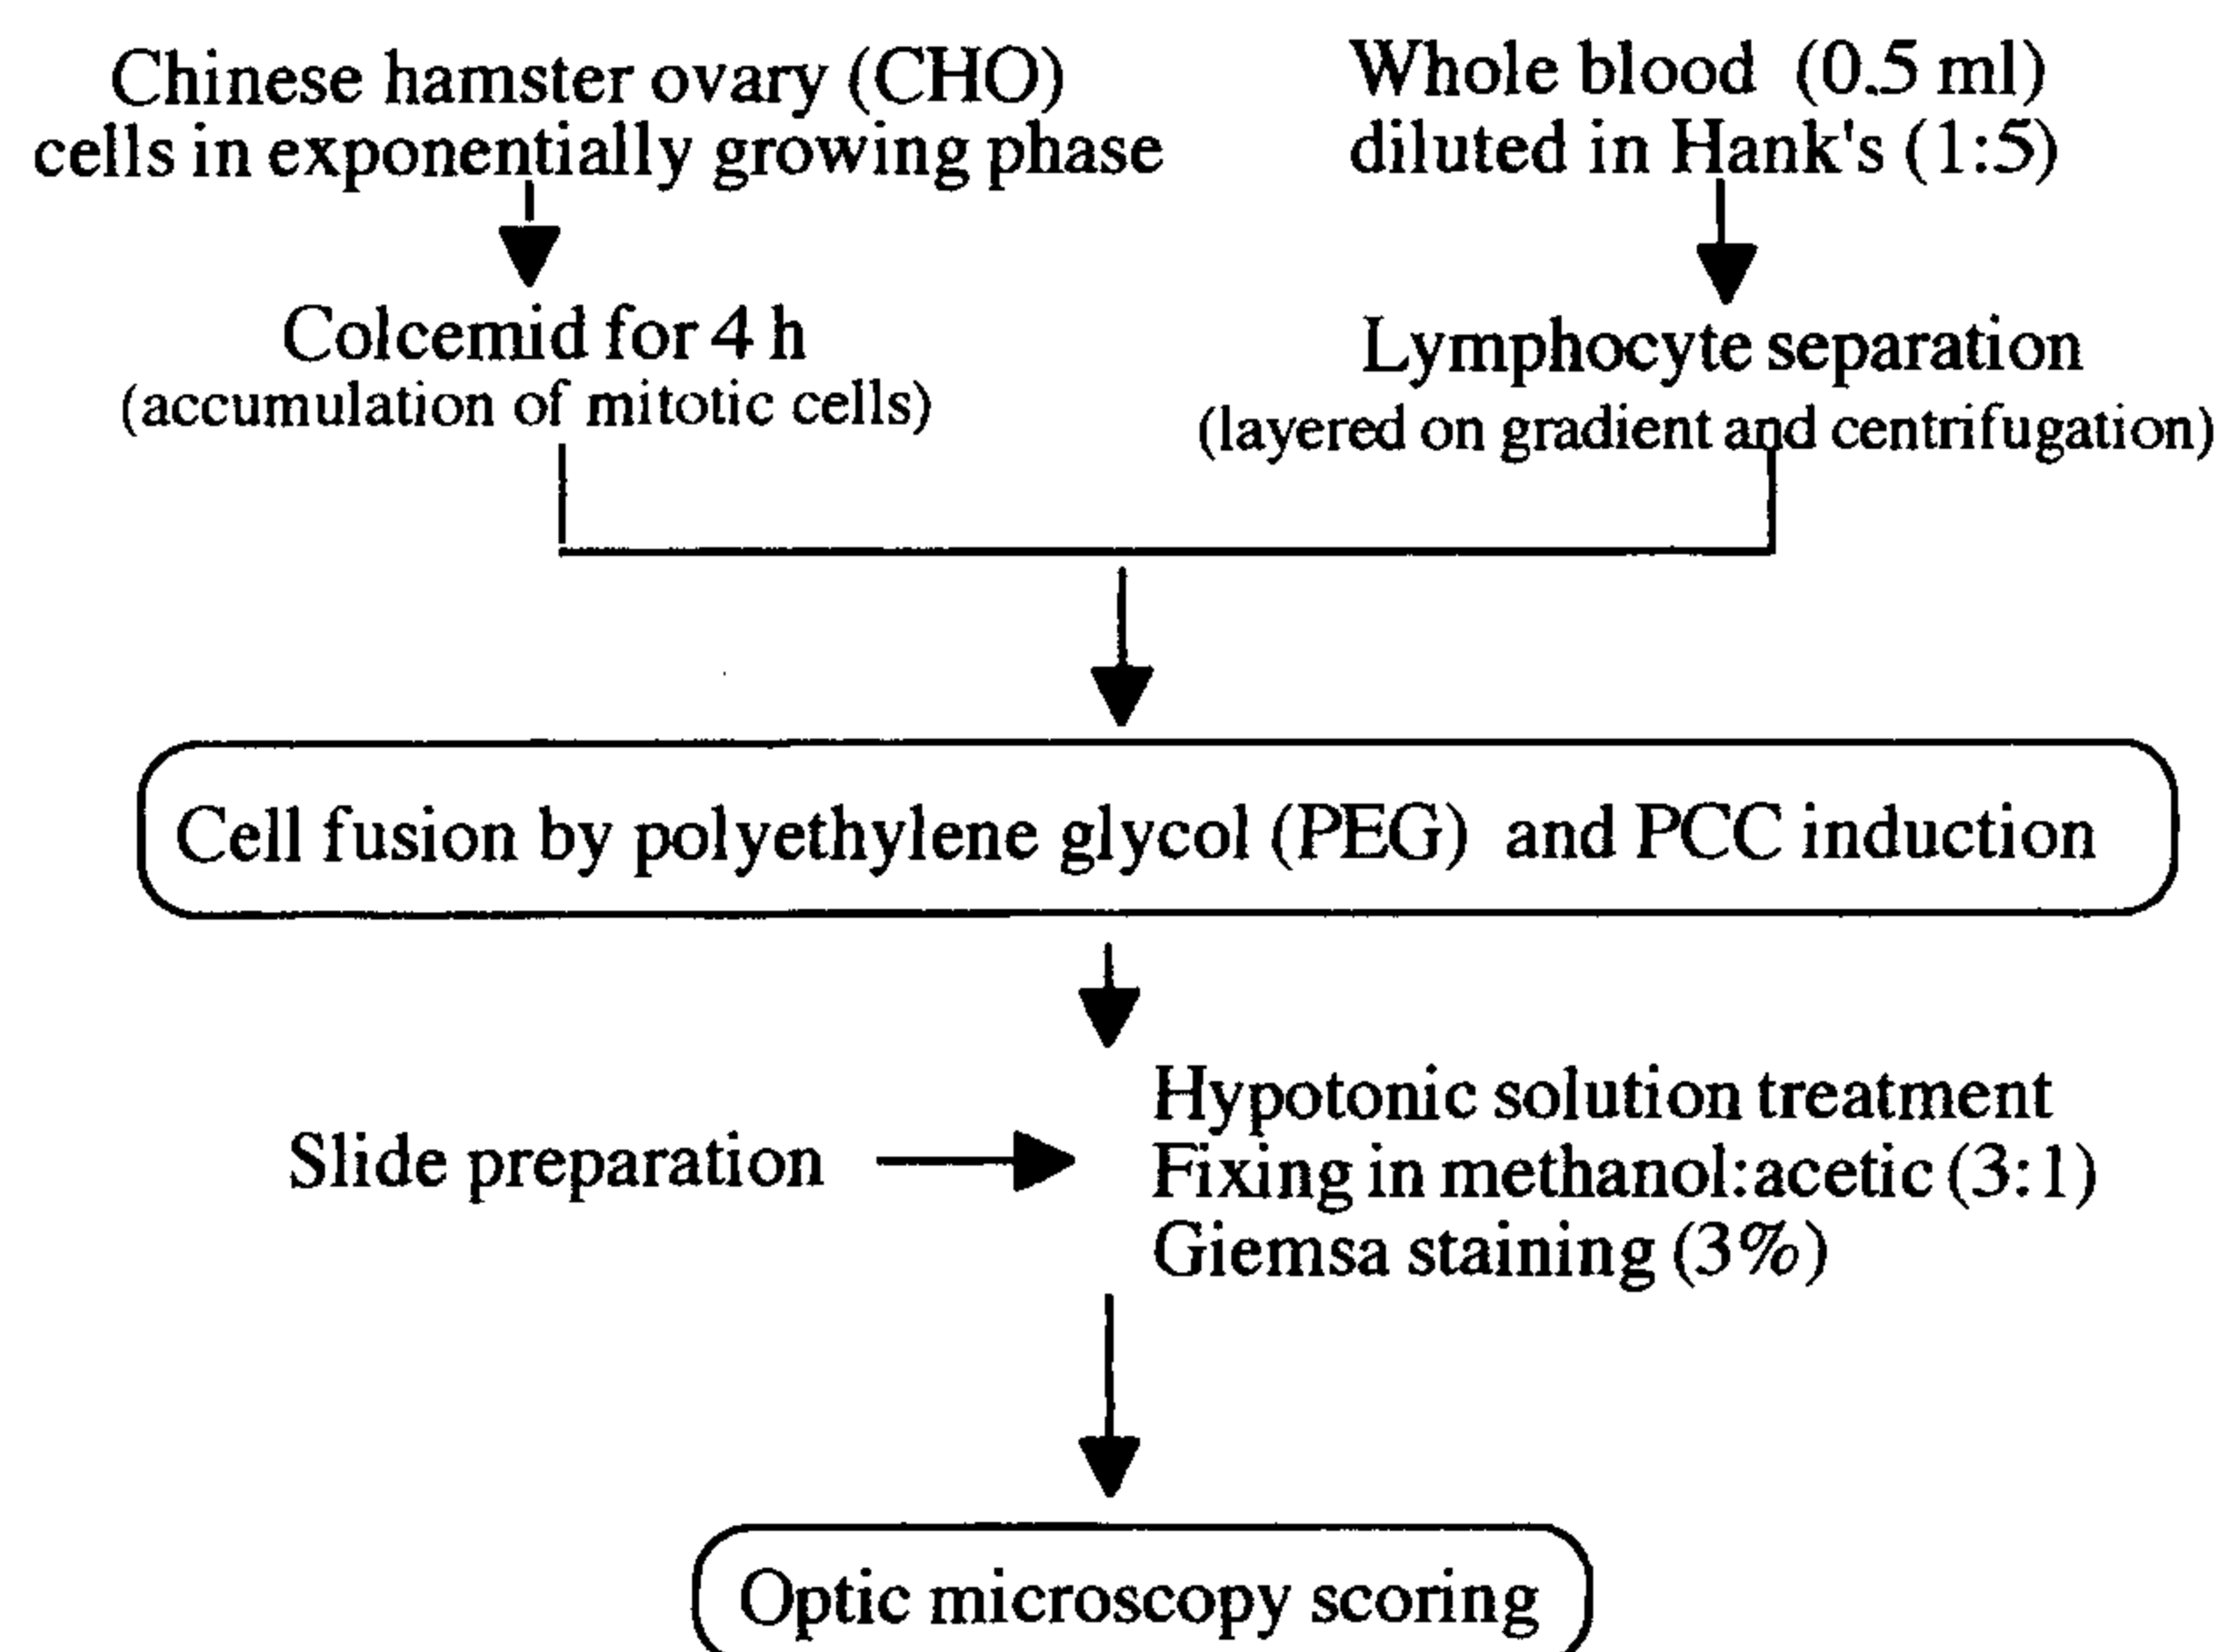 Chinese hamster ovary (CHO)
cells in exponentially growing phase
Colcemid for 4 h
(accumulation of mitotic cells)
Whole blood (0.5 ml)
diluted in Hank's (1:5)
Lymphocyte separation
(layered on gradient and centrifugation)
Cell fusion by polyethylene glycol (PEG) and PCC induction
Slide preparation
Hypotonic solution treatment
Fixing in methanol:acetic (3:1)
Giemsa staining (3%)
Optic microscopy scoring